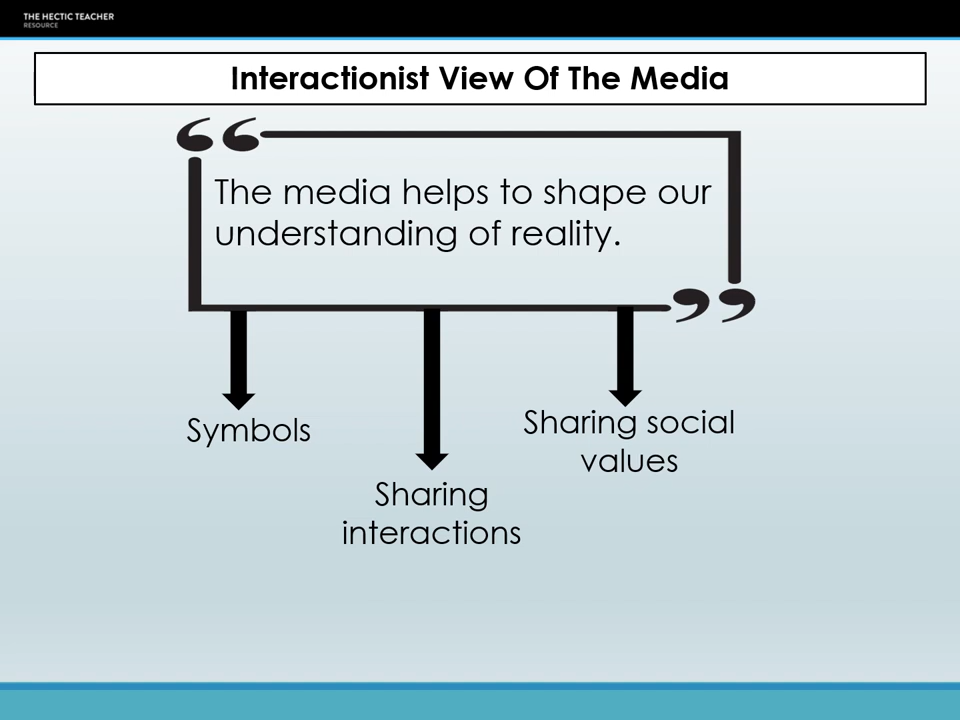 THE HECTIC TEACHER
RESOURCE
Interactionist View Of The Media
The media helps to shape our
understanding of reality.
Symbols
Sharing social
values
Sharing
interactions